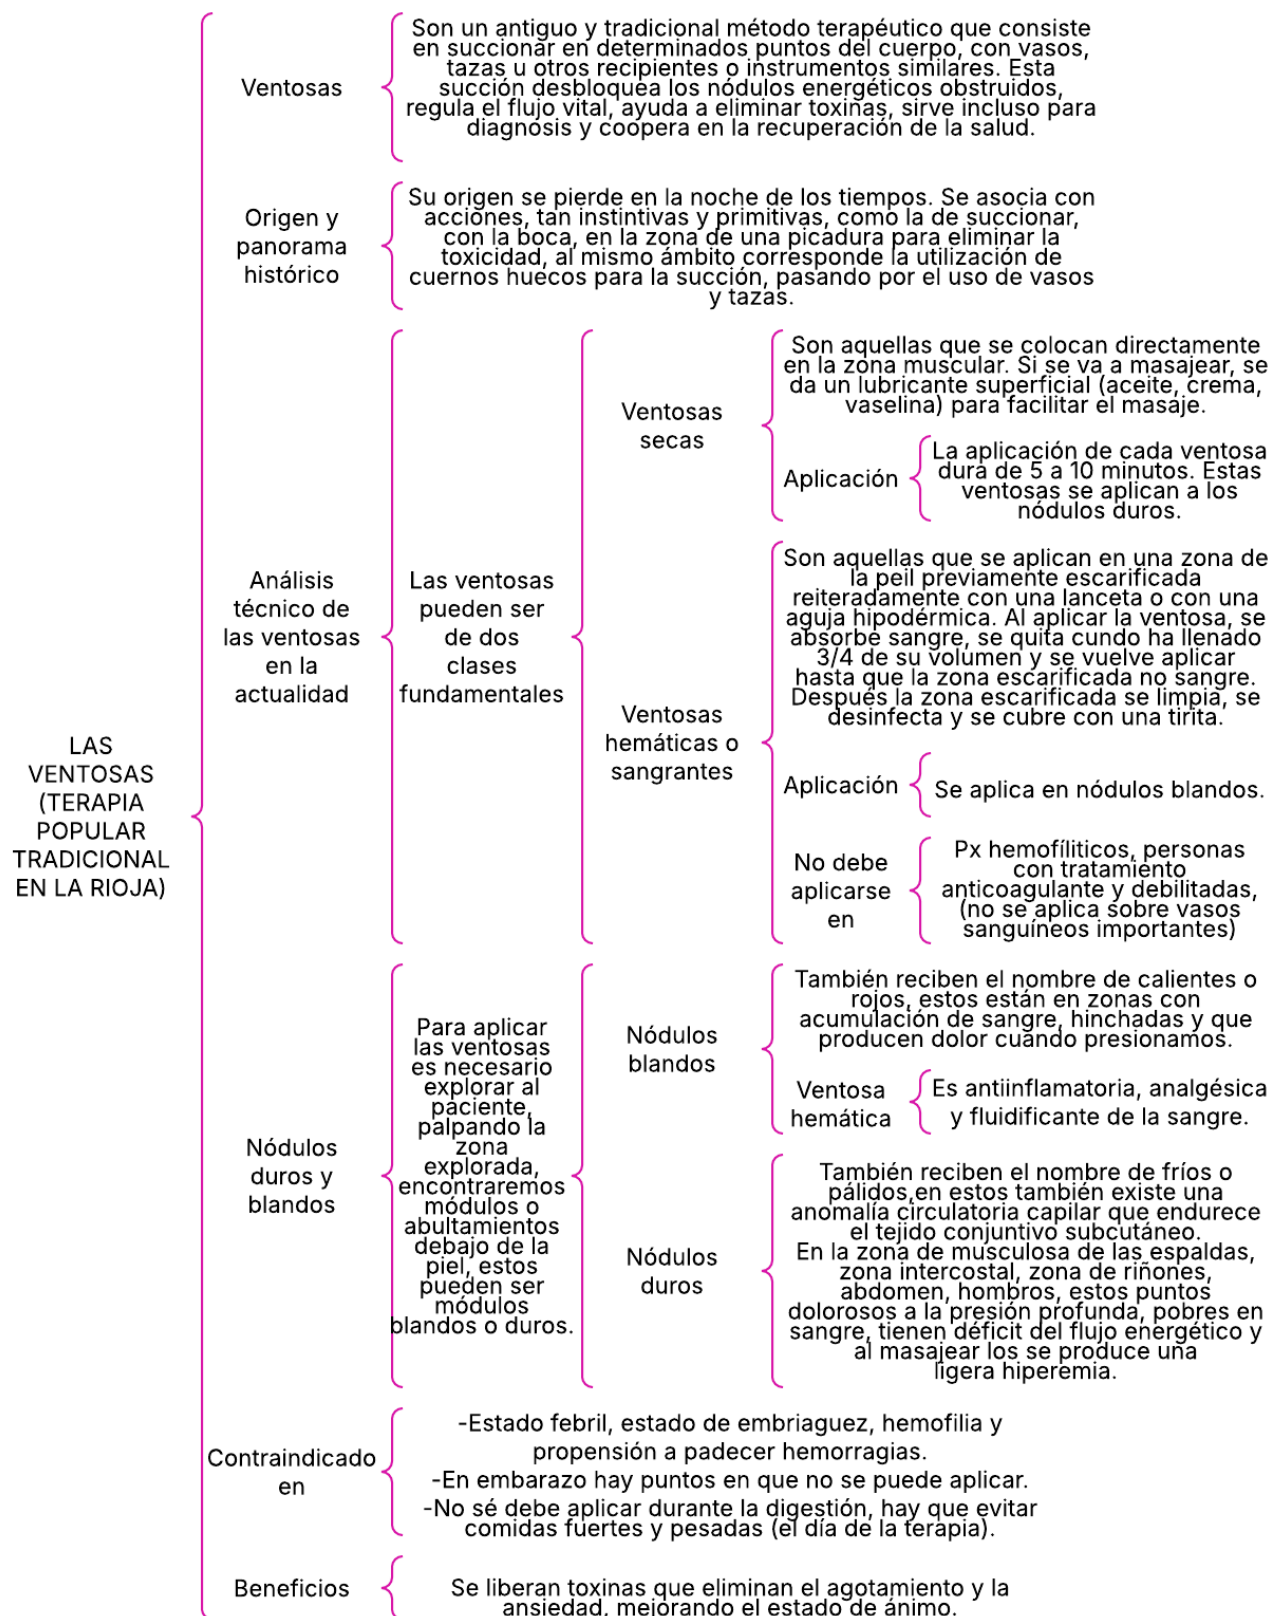 LAS
VENTOSAS
(TERAPIA
POPULAR
TRADICIONAL
EN LA RIOJA)
Ventosas
Son un antiguo y tradicional método terapéutico que consiste
en succionar en determinados puntos del cuerpo, con vasos,
tazas u otros recipientes o instrumentos similares. Esta
succión desbloquea los nódulos energéticos obstruidos,
regula el flujo vital, ayuda a eliminar toxinas, sirve incluso para
diagnosis y coopera en la recuperación de la salud.
Origen y
panorama
histórico
Su origen se pierde en la noche de los tiempos. Se asocia con
acciones, tan instintivas y primitivas, como la de succionar,
con la boca, en la zona de una picadura para eliminar la
toxicidad, al mismo ámbito corresponde la utilización de
cuernos huecos para la succión, pasando por el uso de vasos
y tazas.
Análisis
técnico de
las ventosas
en la
actualidad
Las ventosas
pueden ser
de dos
clases
fundamentales
Ventosas
secas
Son aquellas que se colocan directamente
en la zona muscular. Si se va a masajear, se
da un lubricante superficial (aceite, crema,
vaselina) para facilitar el masaje.
Aplicación
La aplicación de cada ventosa
dura de 5 a 10 minutos. Estas
ventosas se aplican a los
nódulos duros.
Ventosas
hemáticas o
sangrantes
Son aquellas que se aplican en una zona de
la peil previamente escarificada
reiteradamente con una lanceta o con una
aguja hipodérmica. Al aplicar la ventosa, se
absorbe sangre, se quita cundo ha llenado
3/4 de su volumen y se vuelve aplicar
hasta que la zona escarificada no sangre.
Después la zona escarificada se limpia, se
desinfecta y se cubre con una tirita.
Aplicación
Se aplica en nódulos blandos.
No debe
aplicarse
en
Px hemofíliticos, personas
con tratamiento
anticoagulante y debilitadas,
(no se aplica sobre vasos
sanguíneos importantes)
Nódulos
duros y
blandos
Para aplicar
las ventosas
es necesario
explorar al
paciente,
palpando la
zona
explorada,
encontraremos
módulos o
abultamientos
debajo de la
piel, estos
pueden ser
módulos
blandos o duros.
Nódulos
blandos
También reciben el nombre de calientes o
rojos, estos están en zonas con
acumulación de sangre, hinchadas y que
producen dolor cuando presionamos.
Ventosa
hemática
Es antiinflamatoria, analgésica
y fluidificante de la sangre.
Nódulos
duros
También reciben el nombre de fríos o
pálidos,en estos también existe una
anomalía circulatoria capilar que endurece
el tejido conjuntivo subcutáneo.
En la zona de musculosa de las espaldas,
zona intercostal, zona de riñones,
abdomen, hombros, estos puntos
dolorosos a la presión profunda, pobres en
sangre, tienen déficit del flujo energético y
al masajear los se produce una
ligera hiperemia.
Contraindicado
en
-Estado febril, estado de embriaguez, hemofilia y
propensión a padecer hemorragias.
-En embarazo hay puntos en que no se puede aplicar.
-No sé debe aplicar durante la digestión, hay que evitar
comidas fuertes y pesadas (el día de la terapia).
Beneficios
Se liberan toxinas que eliminan el agotamiento y la
ansiedad, mejorando el estado de ánimo.